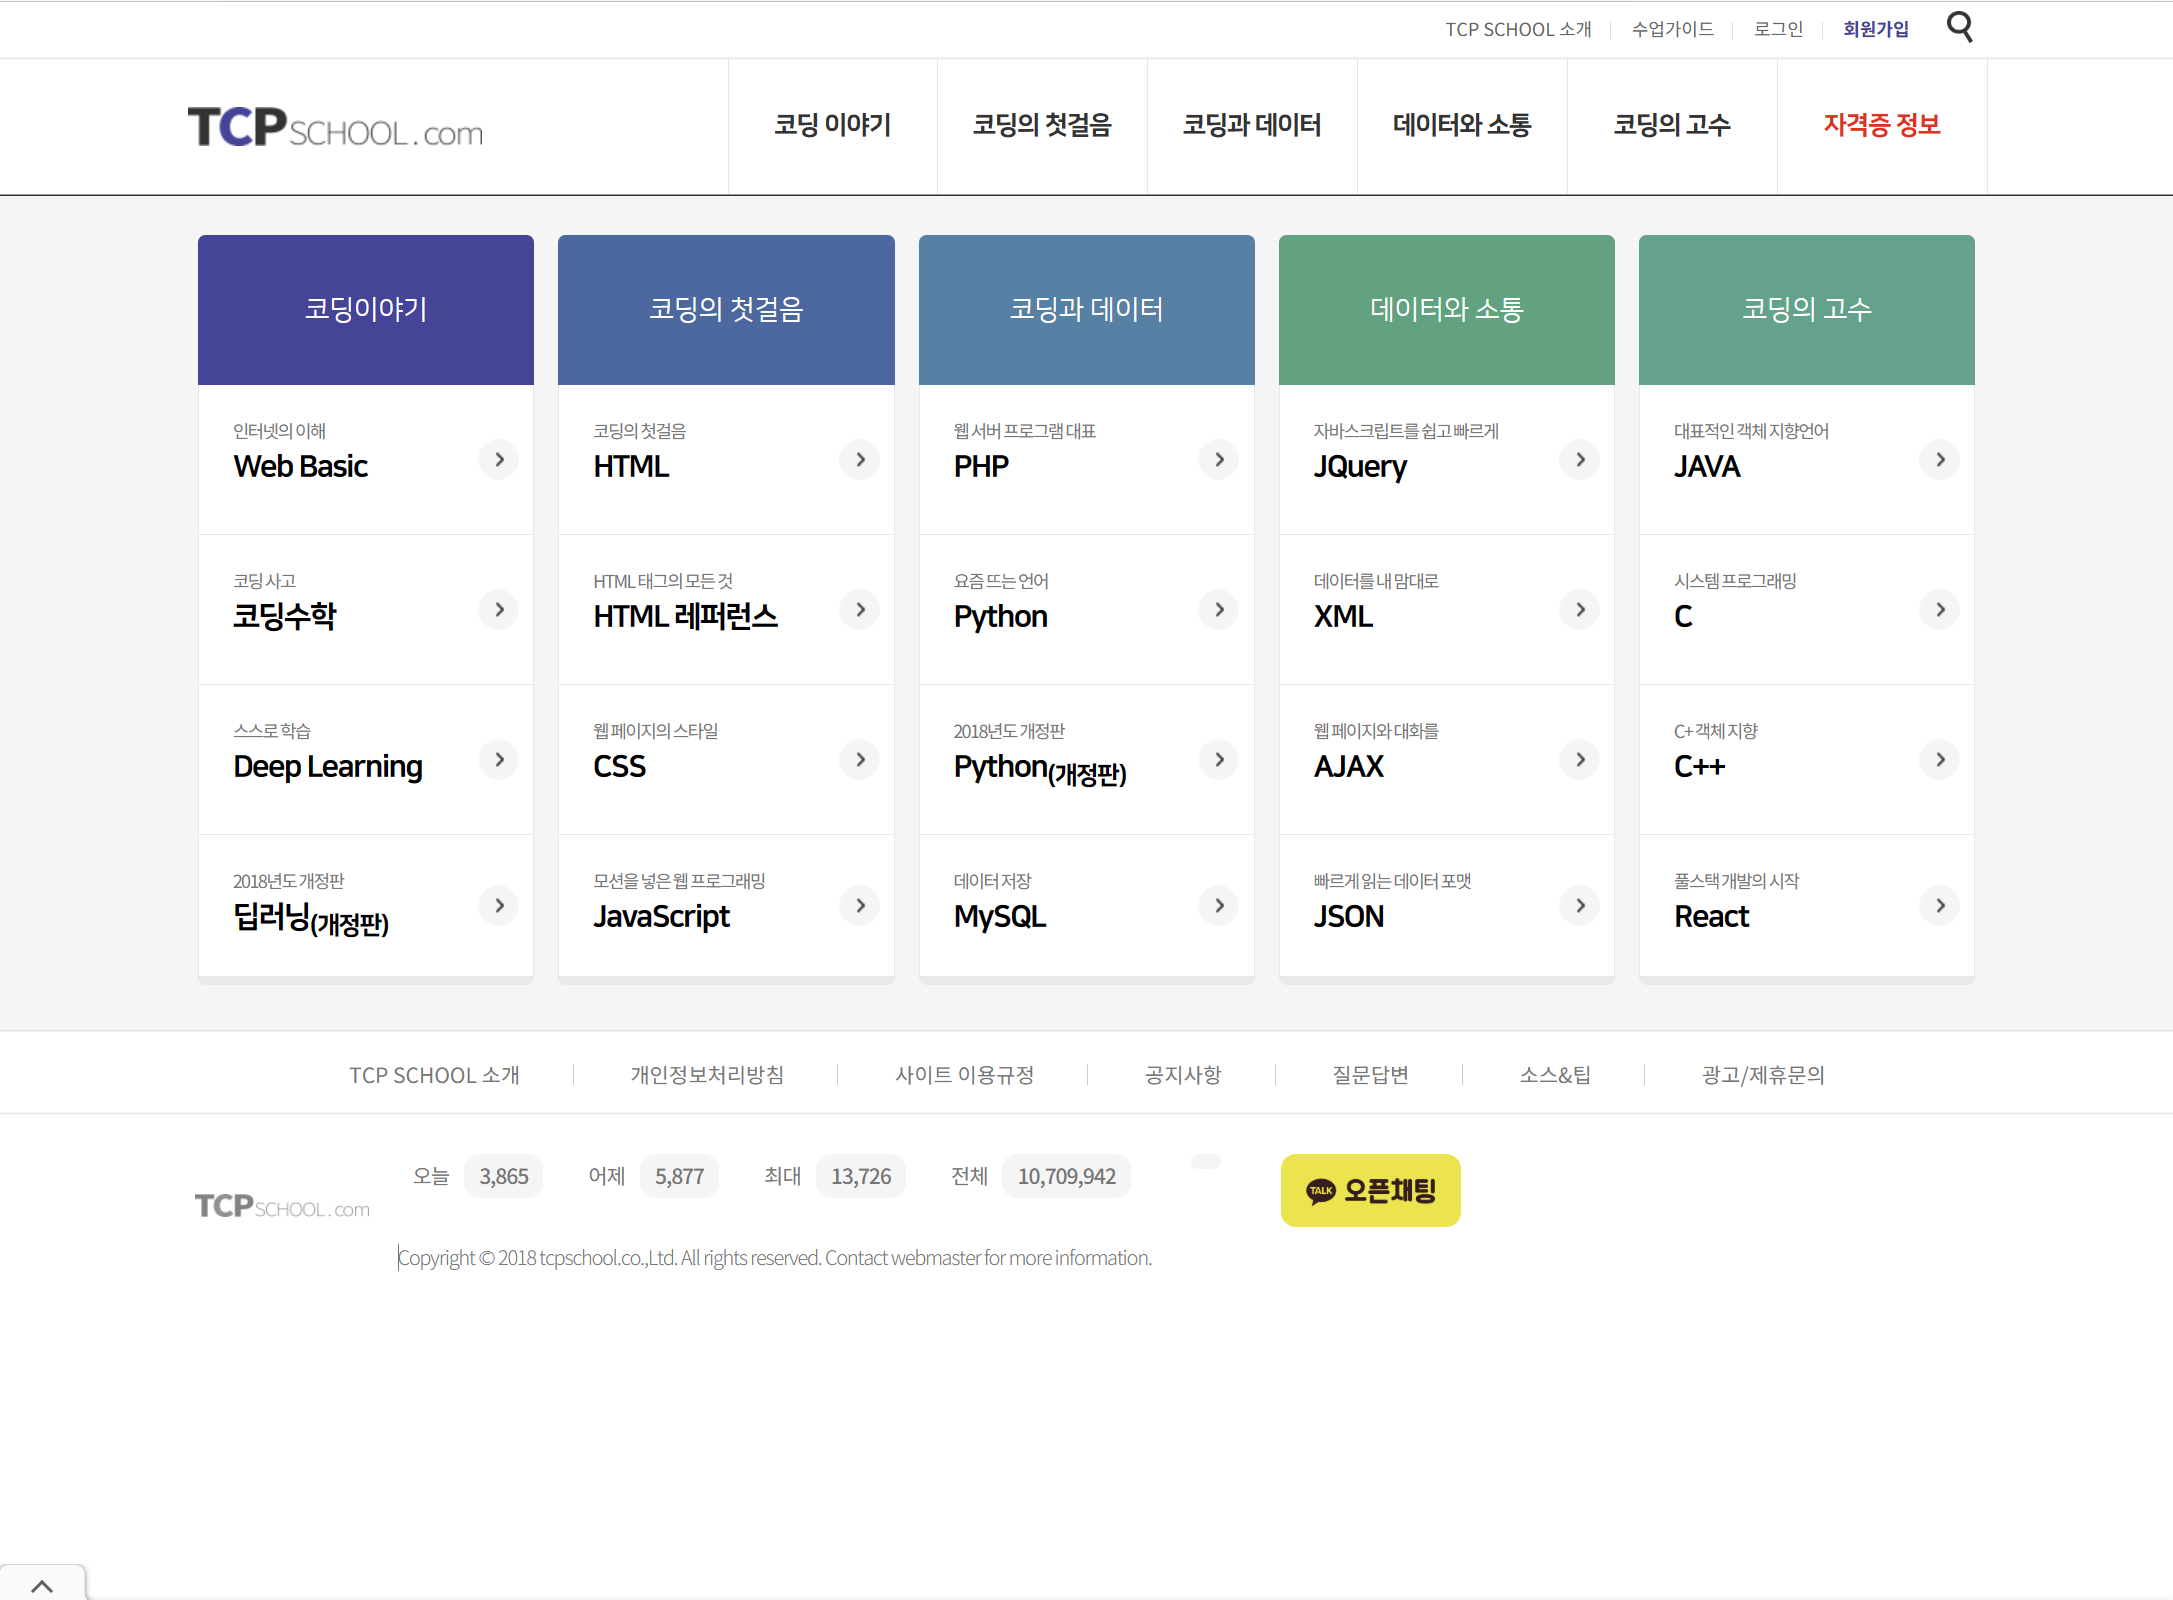 TCP SCHOOL 소개
수업가이드
로그인
회원가입
TCPSCHOOL.com
코딩 이야기
코딩의 첫걸음
코딩과 데이터
데이터와 소통
코딩의 고수
자격증 정보
코딩이야기
인터넷의 이해
Web Basic
코딩 사고
코딩수학
스스로 학습
Deep Learning
2018년도 개정판
딥러닝(개정판)
코딩의 첫걸음
코딩의 첫걸음
HTML
HTML 태그의 모든 것
HTML 레퍼런스
웹 페이지의 스타일
CSS
모션을 넣은 웹 프로그래밍
JavaScript
코딩과 데이터
웹 서버 프로그램 대표
PHP
요즘 뜨는 언어
Python
2018년도 개정판
Python(개정판)
데이터 저장
MySQL
데이터와 소통
자바스크립트를 쉽고 빠르게
JQuery
데이터를 내 맘대로
XML
웹 페이지와 대화를
AJAX
빠르게 읽는 데이터 포맷
JSON
코딩의 고수
대표적인 객체 지향언어
JAVA
시스템 프로그래밍
C
C+ 객체 지향
C++
풀스택 개발의 시작
React
TCP SCHOOL 소개
개인정보처리방침
사이트 이용규정
공지사항
질문답변
소스&팁
광고/제휴문의
TCPSCHOOL.com
오늘 3,865
어제 5,877
최대 13,726
전체 10,709,942
TALK 오픈채팅
Copyright © 2018 tcpschool.co.,Ltd. All rights reserved. Contact webmaster for more information.